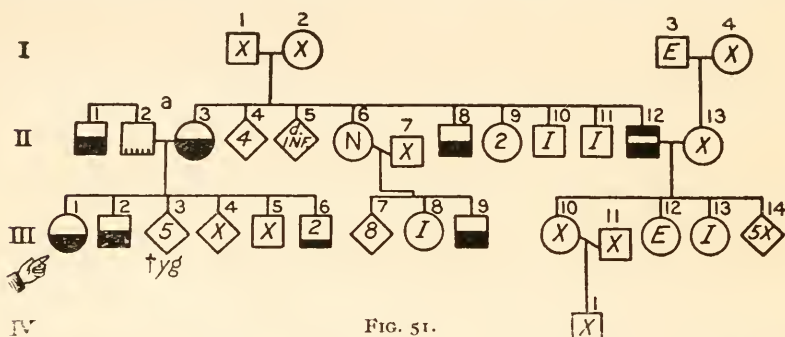 1 2 3 4
I X X E X
a
1 2 3 4 5 6 7 8 9 10 11 12 13
II 4 d. INF. N X 2 I I X
1 2 3 4 5 6 7 8 9 10 11 12 13 14
III 5 X X 2 8 I X X E I 5X
†yg
1
IV X
FIG. 51.